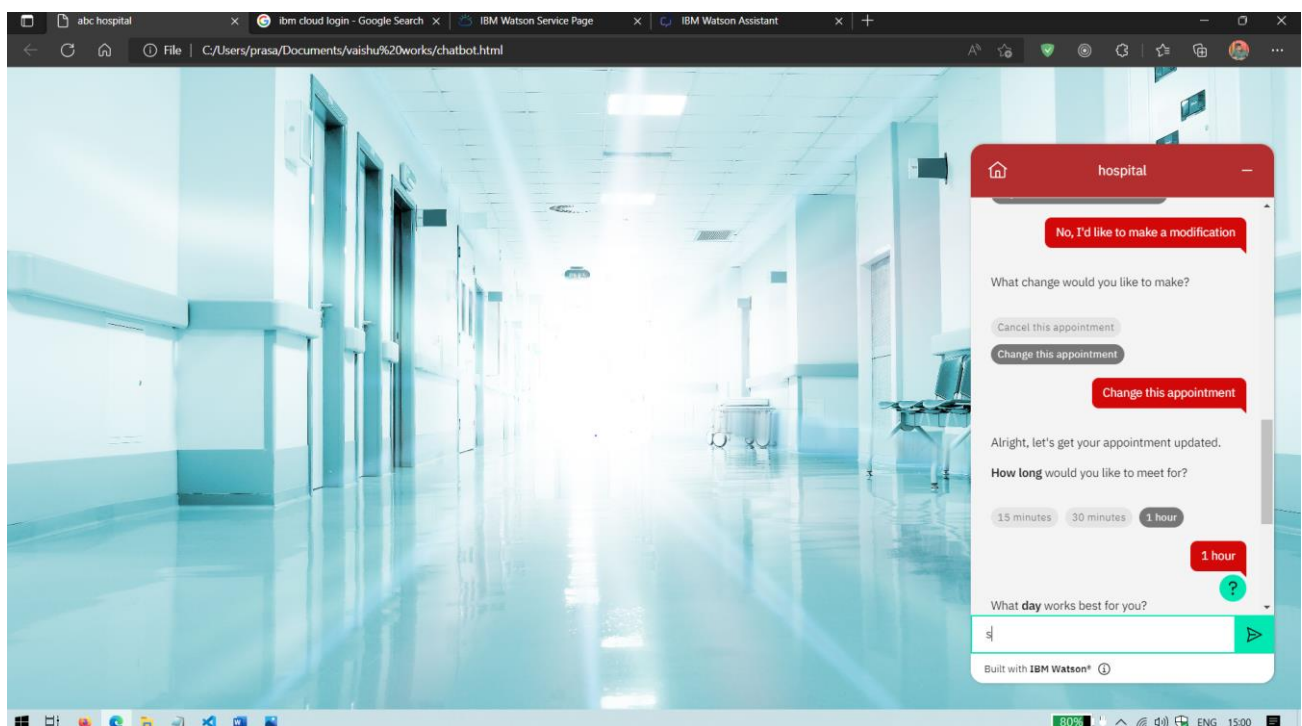 abc hospital
ibm cloud login - Google Search
IBM Watson Service Page
IBM Watson Assistant
File
C:/Users/prasa/Documents/vaishu%20works/chatbot.html
hospital
No, I'd like to make a modification
What change would you like to make?
Cancel this appointment
Change this appointment
Change this appointment
Alright, let's get your appointment updated.
How long would you like to meet for?
15 minutes 30 minutes 1 hour
1 hour
?
What day works best for you?
s
Built with IBM Watson®
80% ENG 15:00